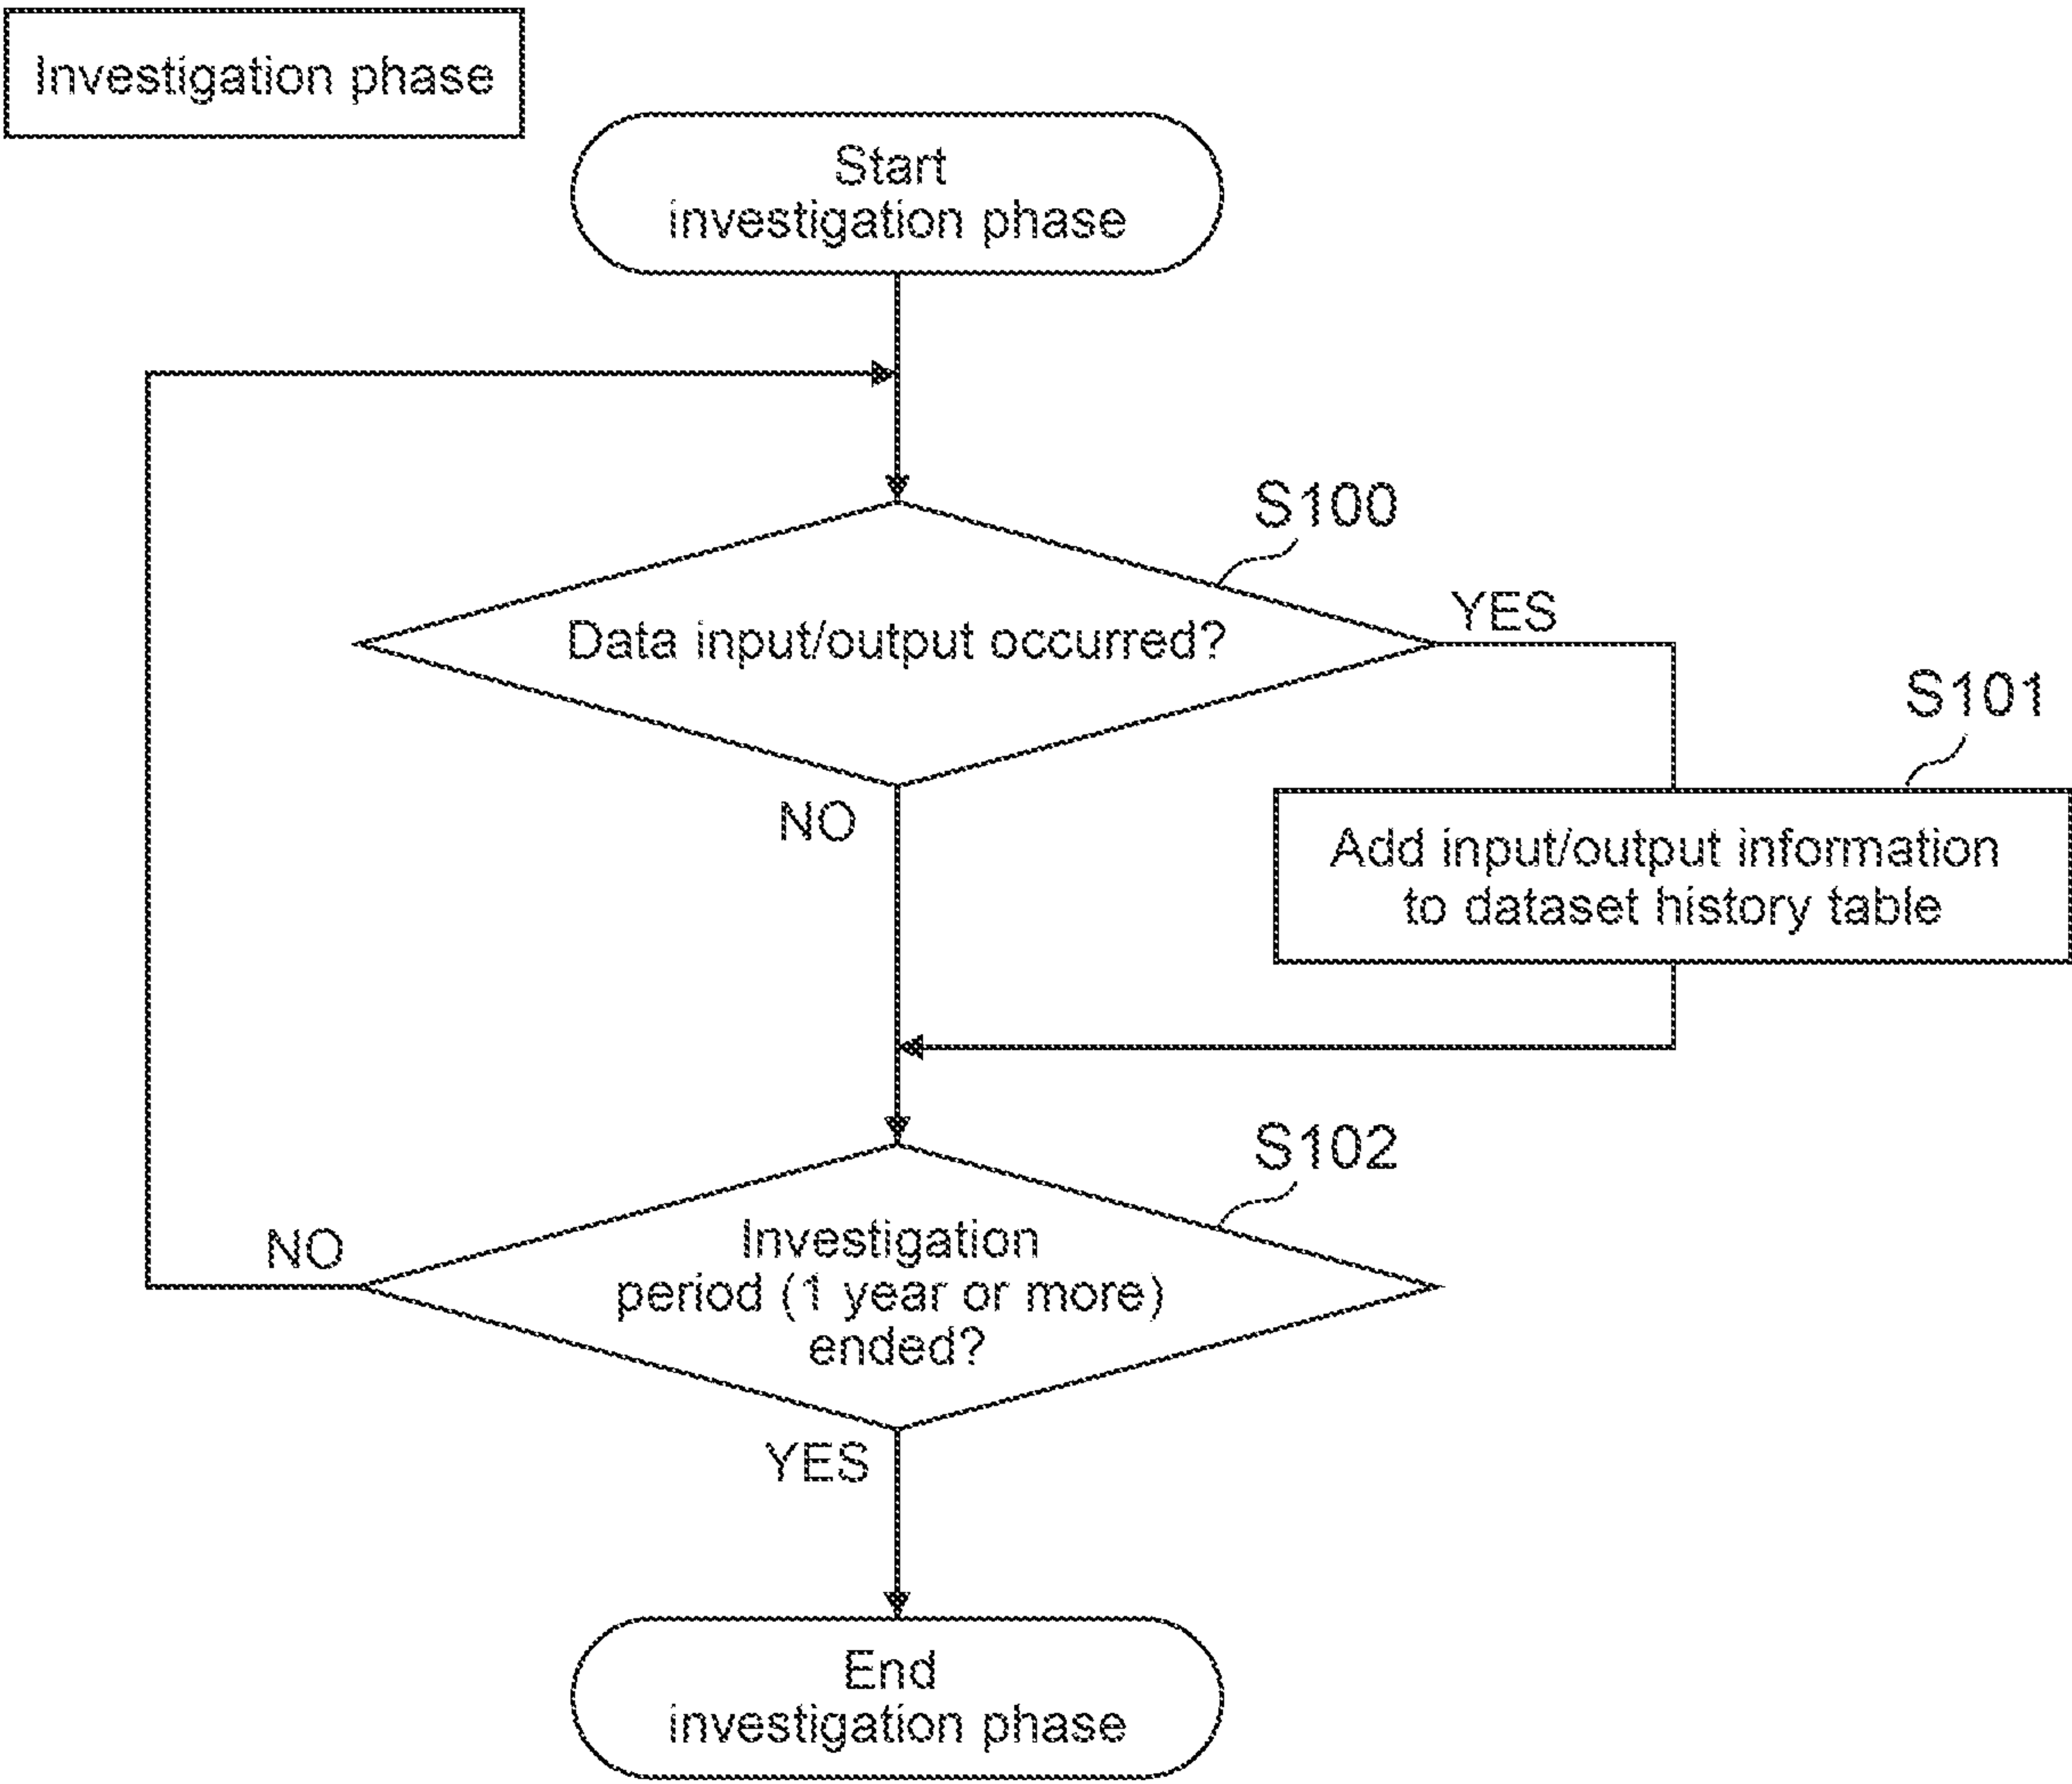 Investigation phase
Start
investigation phase
S100
Data input/output occurred?
YES
S101
NO
Add input/output information
to dataset history table
S102
NO
Investigation
period (1 year or more)
ended?
YES
End
investigation phase